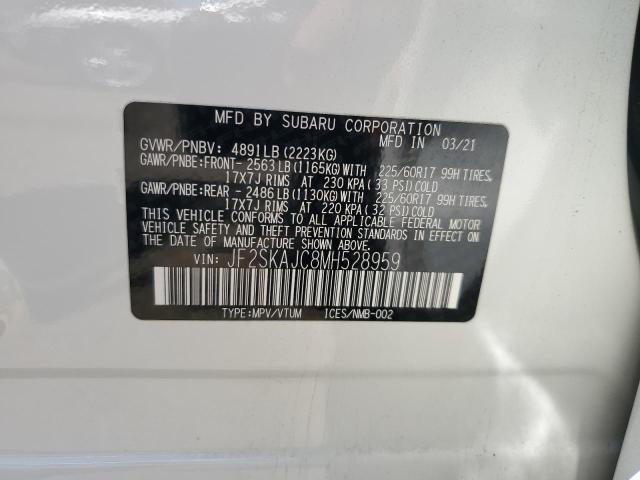 MFD BY SUBARU CORPORATION
MFD IN 03/21
GVWR/PNBV: 4891LB (2223KG)
GAWR/PNBE:FRONT- 2563LB (1165KG)WITH 225/60R17 99H TIRES,
17X7J RIMS AT 230 KPA ( 33 PSI) COLD
GAWR/PNBE:REAR - 2486LB (1130KG)WITH 225/60R17 99H TIRES,
17X7J RIMS AT 220 KPA ( 32 PSI) COLD
THIS VEHICLE CONFORMS TO ALL APPLICABLE FEDERAL MOTOR
VEHICLE SAFETY AND THEFT PREVENTION STANDARDS IN EFFECT
ON THE DATE OF MANUFACTURE SHOWN ABOVE.
VIN: JF2SKAJC8MH528959
TYPE:MPV/VTUM ICES/NMB-002